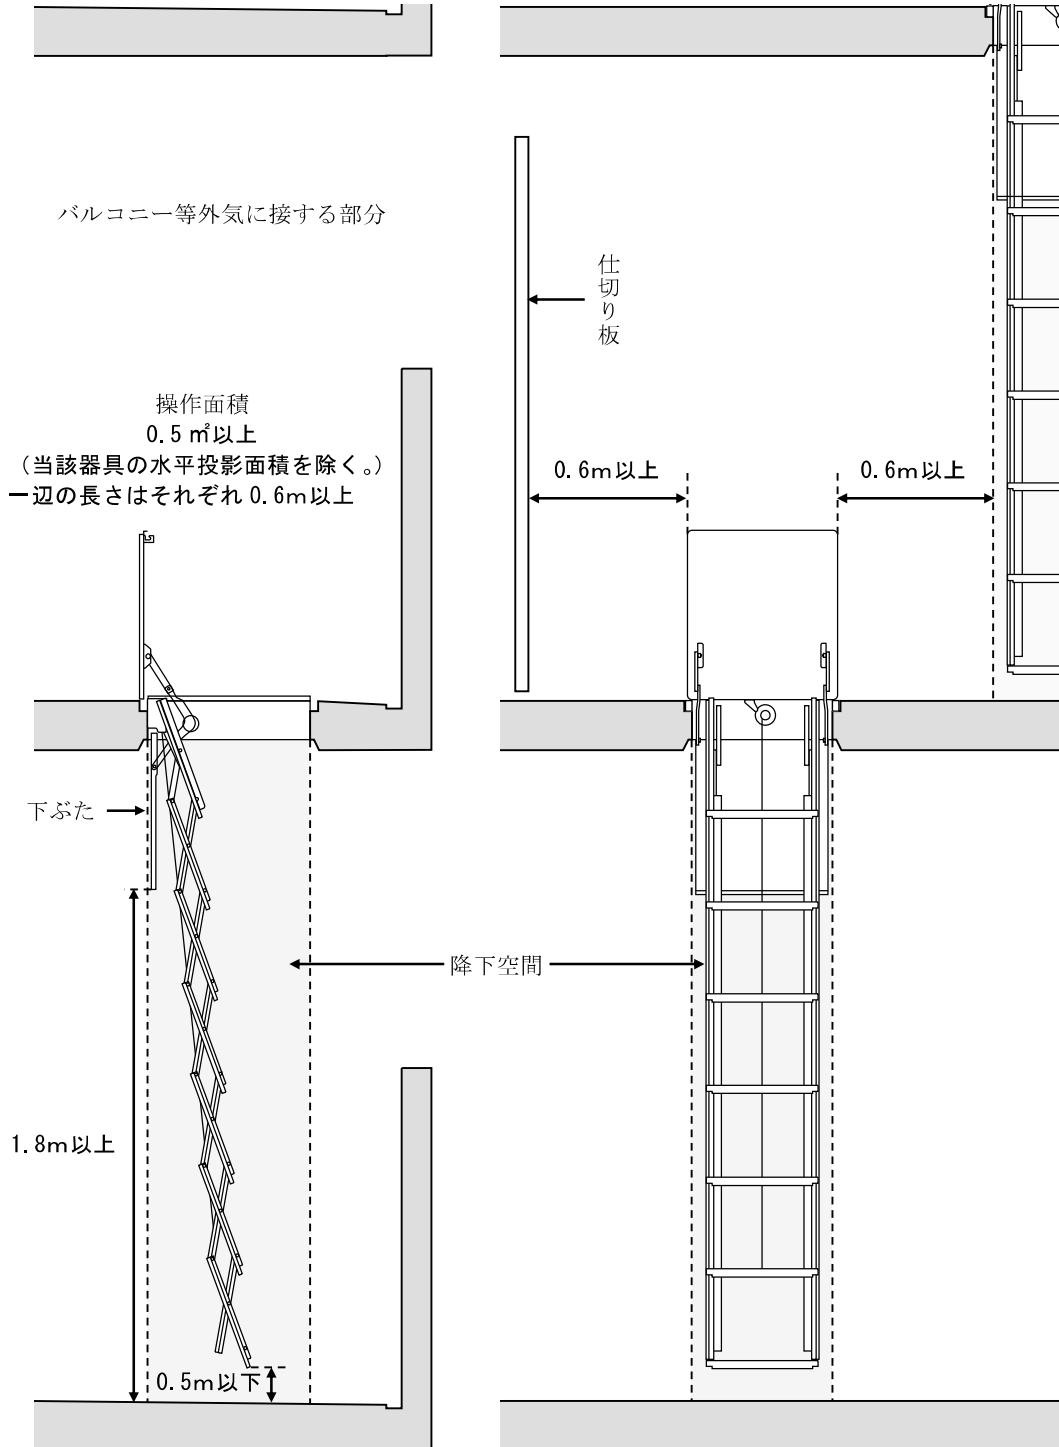 バルコニー等外気に接する部分
仕切り板
操作面積
0.5㎡以上
(当該器具の水平投影面積を除く。)
一辺の長さはそれぞれ0.6m以上
0.6m以上
0.6m以上
下ぶた
降下空間
1.8m以上
0.5m以下